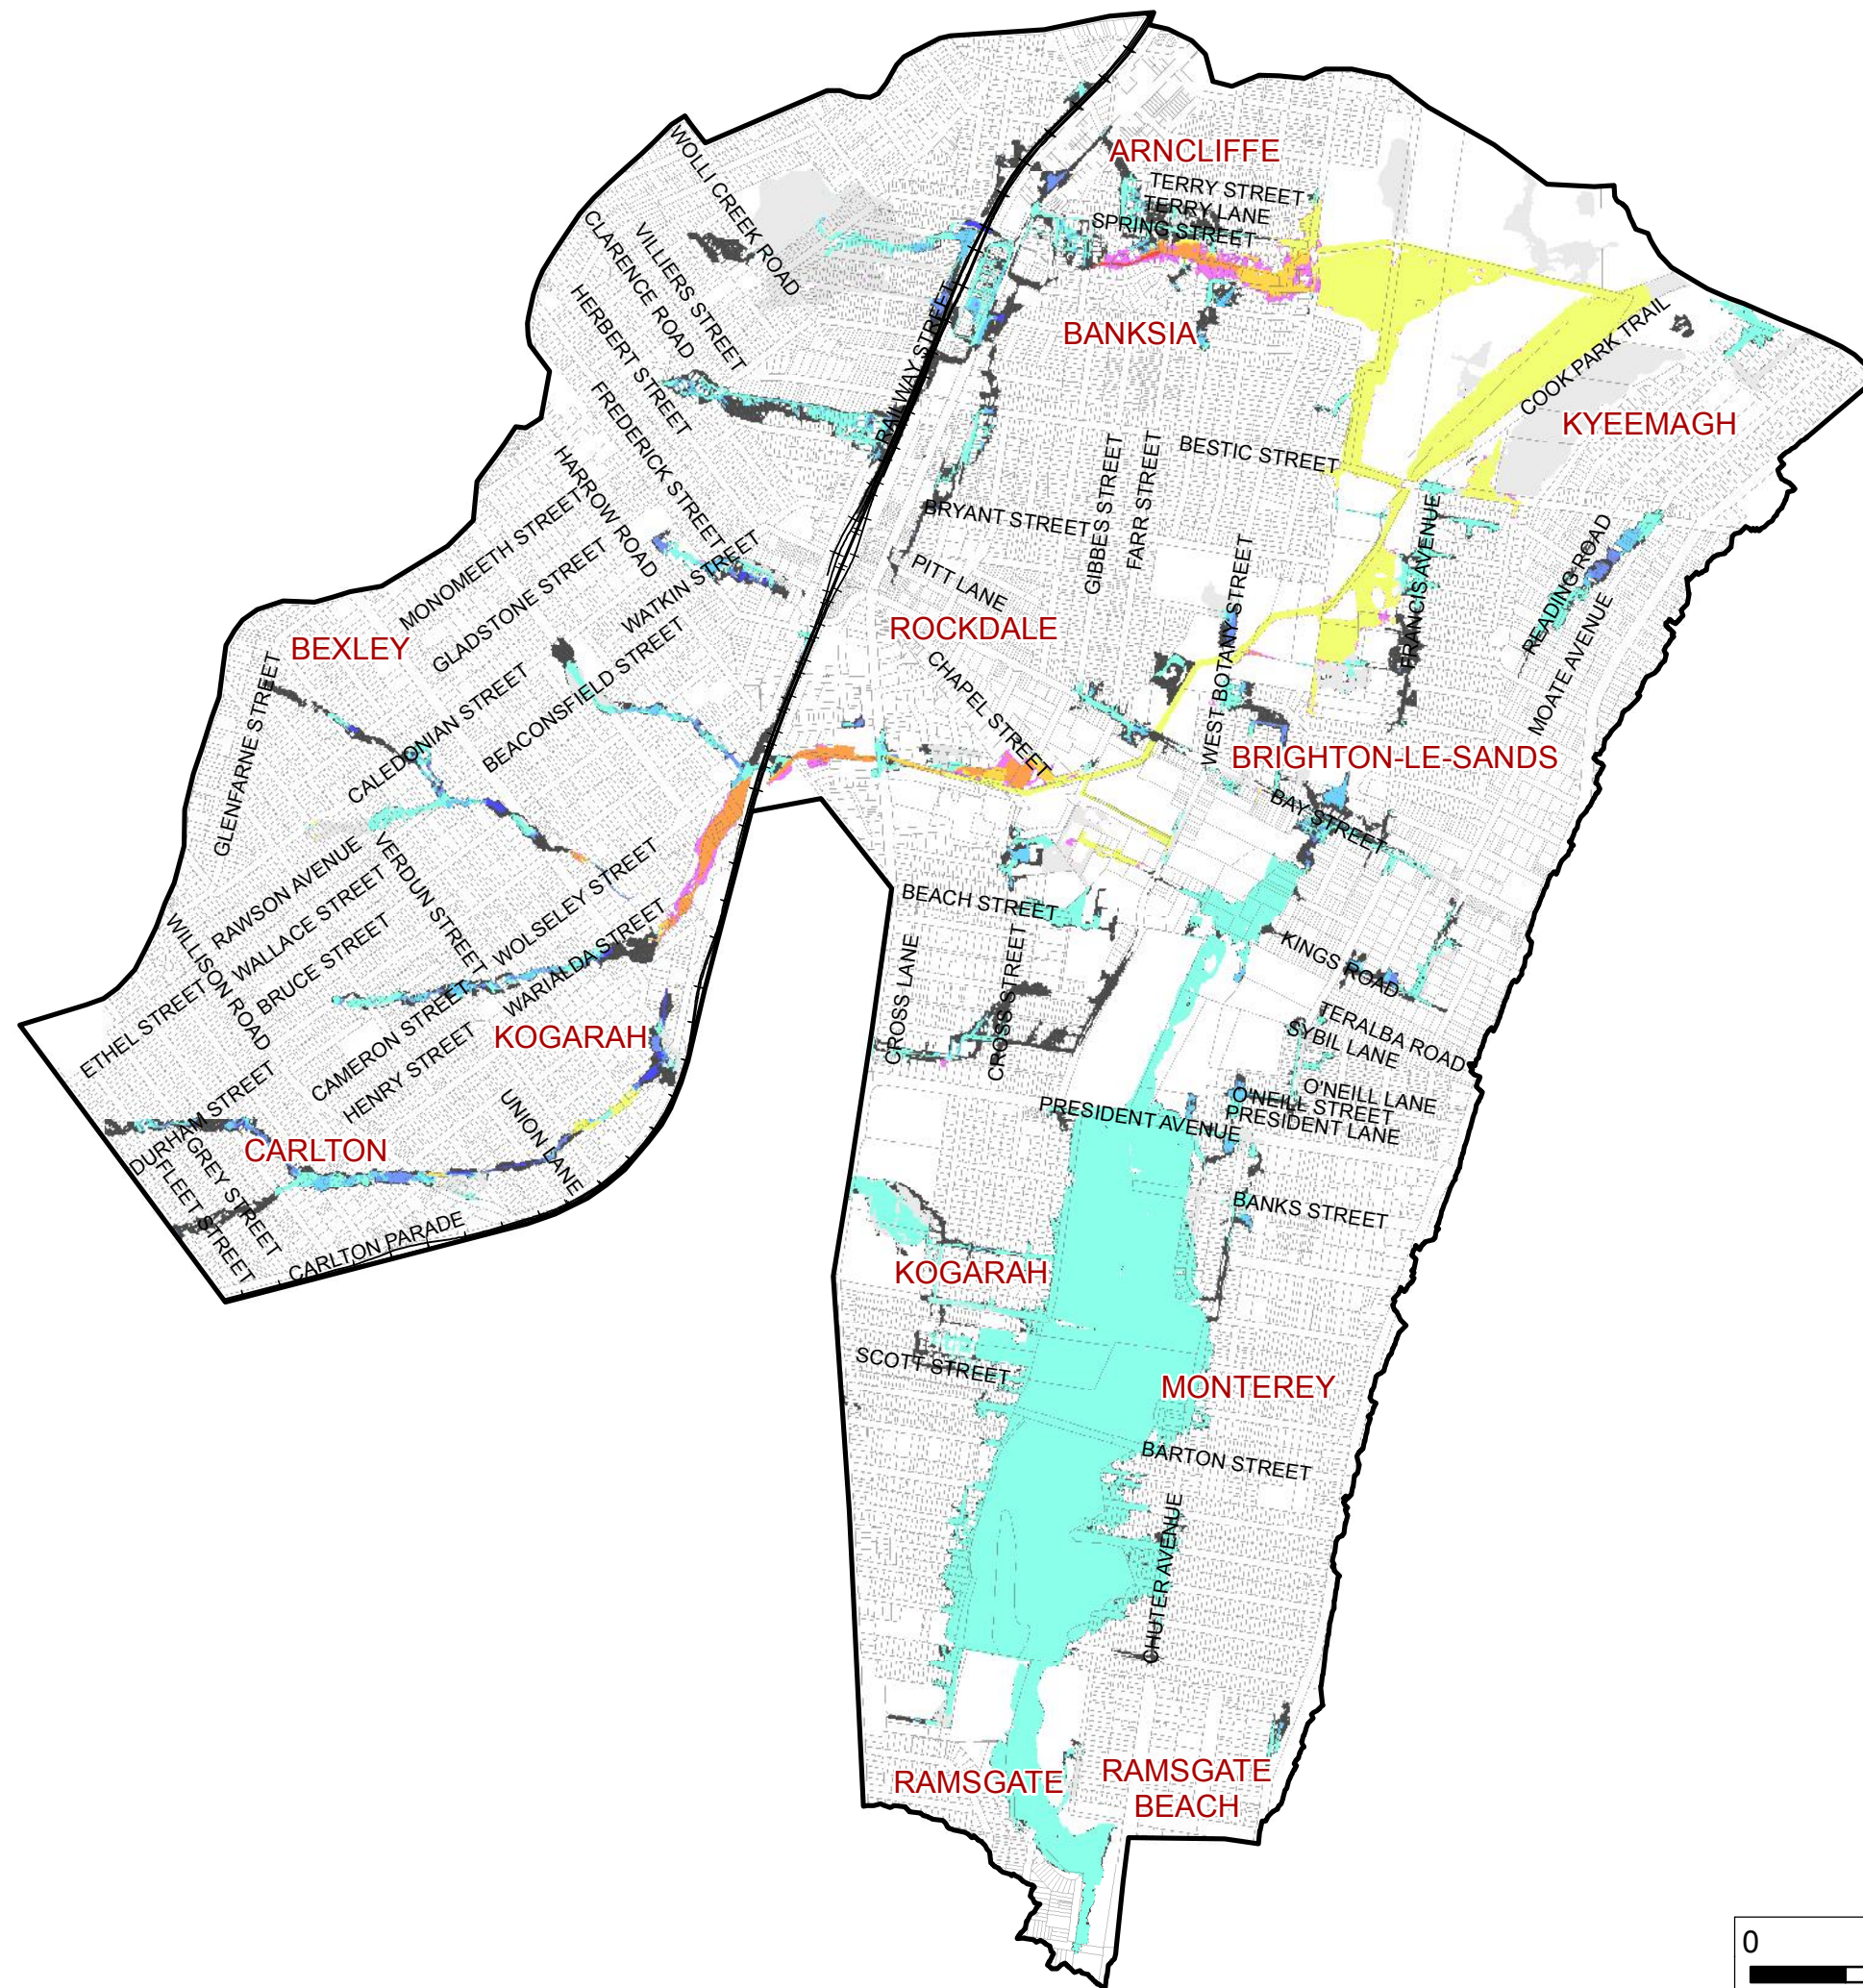 ARNCLIFFE
WOLLI CREEK ROAD
TERRY STREET
TERRY LANE
SPRING STREET
CLARENCE ROAD
VILLIERS STREET
HERBERT STREET
RAILWAY STREET
BANKSIA
COOK PARK TRAIL
KYEEMAGH
FREDERICK STREET
HARROW ROAD
GIBBES STREET
FARR STREET
BESTIC STREET
MONOMEETH STREET
BRYANT STREET
FRANCIS AVENUE
READING ROAD
GLADSTONE STREET
WATKIN STREET
PITT LANE
WEST BOTANY STREET
MOATE AVENUE
BEXLEY
ROCKDALE
BEACONSFIELD STREET
CALEDONIAN STREET
CHAPEL STREET
GLENFARNE STREET
BRIGHTON-LE-SANDS
BAY STREET
RAWSON AVENUE
VERDUN STREET
WOLSELEY STREET
WALLACE STREET
BEACH STREET
BRUCE STREET
WILLISON ROAD
WARIALDA STREET
KINGS ROAD
CROSS LANE
CROSS STREET
ETHEL STREET
CAMERON STREET
KOGARAH
TERALBA ROAD
SYBIL LANE
HENRY STREET
O'NEILL LANE
O'NEILL STREET
PRESIDENT LANE
PRESIDENT AVENUE
DURHAM STREET
UNION LANE
CARLTON
GREY STREET
FLEET STREET
BANKS STREET
CARLTON PARADE
KOGARAH
SCOTT STREET
MONTEREY
BARTON STREET
CHUTER AVENUE
RAMSGATE
RAMSGATE
BEACH
0